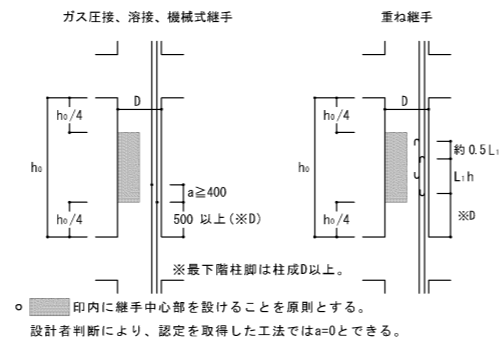 ガス圧接、溶接、機械式継手
重ね継手
D
h₀/4
h₀
a≧400
h₀/4
500 以上(※D)
D
h₀/4
約 0.5L₁
h₀
L₁h
h₀/4
※D
※最下階柱脚は柱成D以上。
印内に継手中心部を設けることを原則とする。
設計者判断により、認定を取得した工法ではa=0とできる。